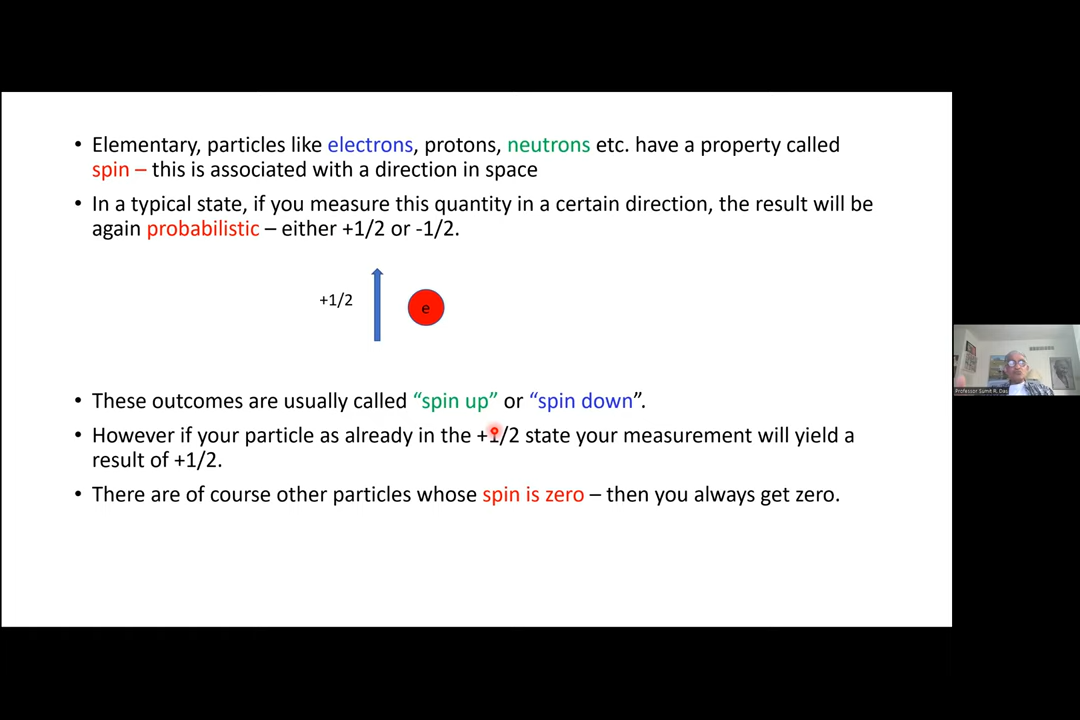 • Elementary, particles like electrons, protons, neutrons etc. have a property called
spin – this is associated with a direction in space
• In a typical state, if you measure this quantity in a certain direction, the result will be
again probabilistic – either +1/2 or -1/2.
+1/2
e
• These outcomes are usually called “spin up” or “spin down”.
• However if your particle as already in the +1/2 state your measurement will yield a
result of +1/2.
• There are of course other particles whose spin is zero – then you always get zero.
Professor Sumit R. Das